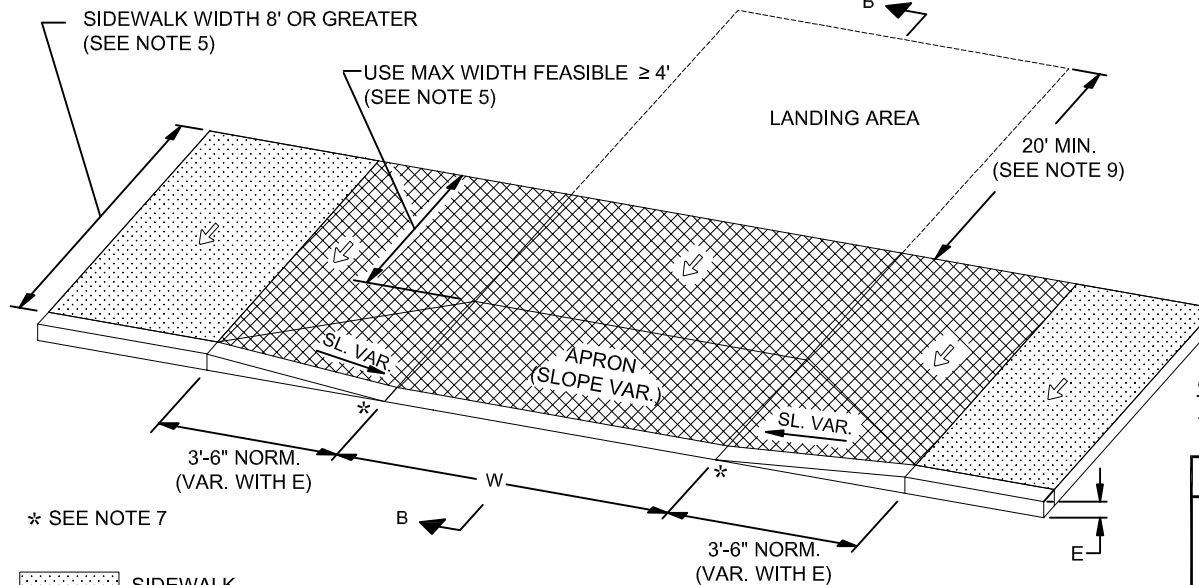 B
SIDEWALK WIDTH 8' OR GREATER
(SEE NOTE 5)
USE MAX WIDTH FEASIBLE ≥ 4'
(SEE NOTE 5)
LANDING AREA
20' MIN.
(SEE NOTE 9)
SL. VAR.
APRON
(SLOPE VAR.)
SL. VAR.
*
*
3'-6" NORM.
(VAR. WITH E)
W
* SEE NOTE 7
B
3'-6" NORM.
(VAR. WITH E)
E
SIDEWALK